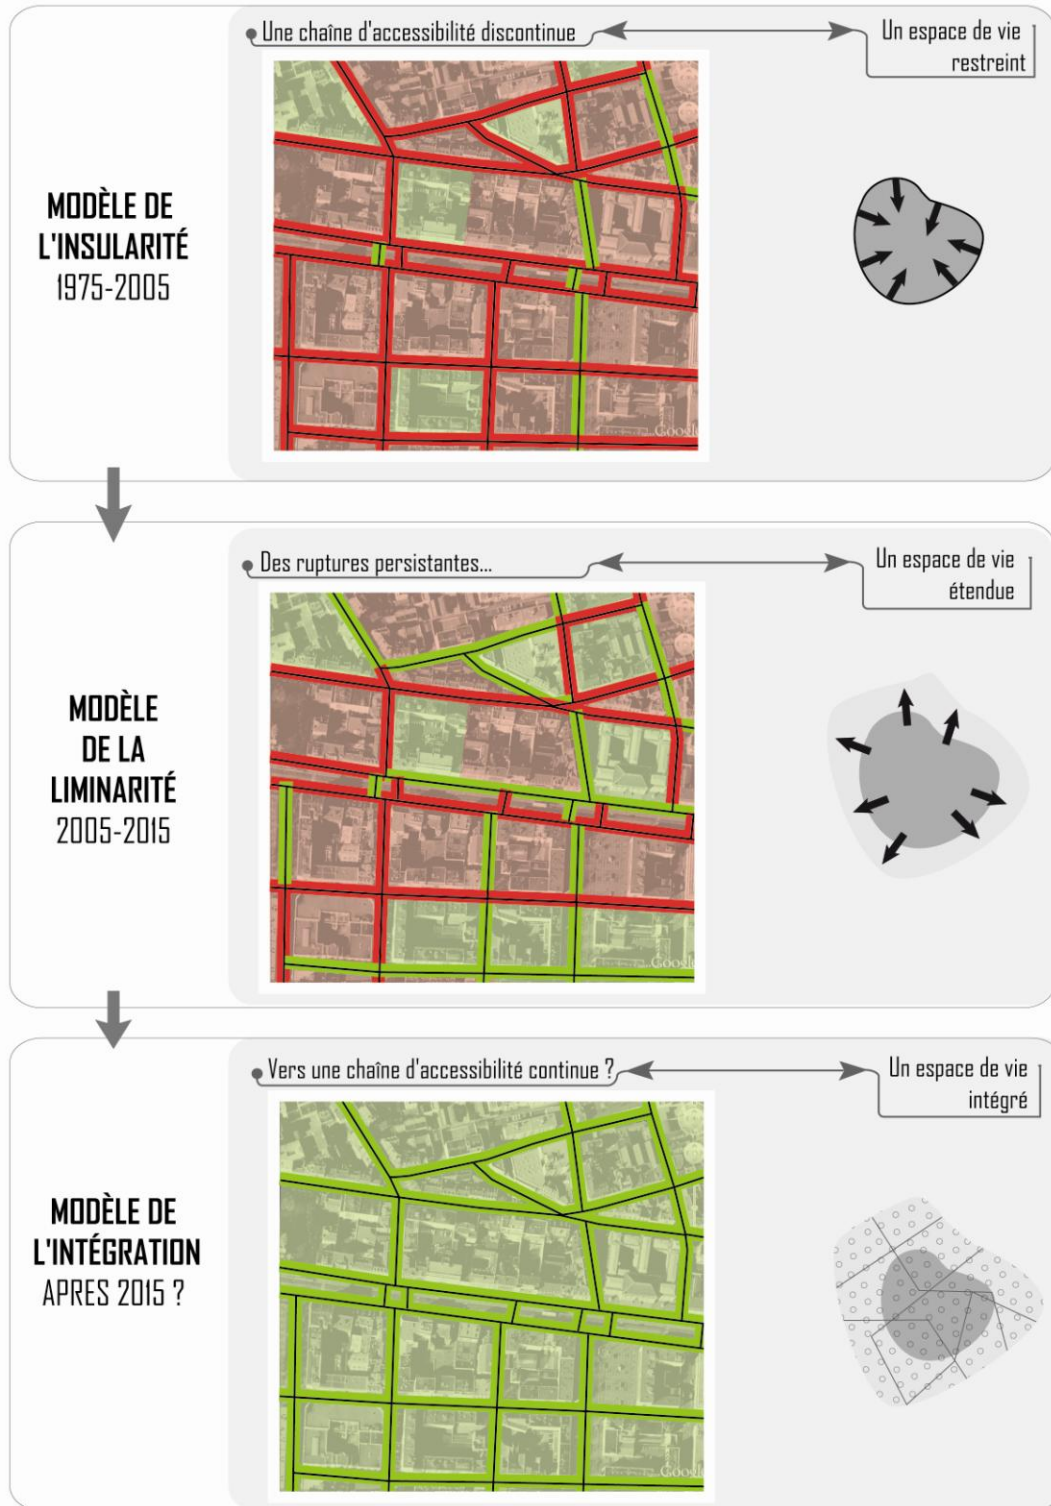 Une chaîne d'accessibilité discontinue
Un espace de vie
restreint
MODÈLE DE
L'INSULARITÉ
1975-2005
Google
Des ruptures persistantes...
Un espace de vie
étendue
MODÈLE
DE LA
LIMINARITÉ
2005-2015
Google
Vers une chaîne d'accessibilité continue ?
Un espace de vie
intégré
MODÈLE DE
L'INTÉGRATION
APRES 2015 ?
Google